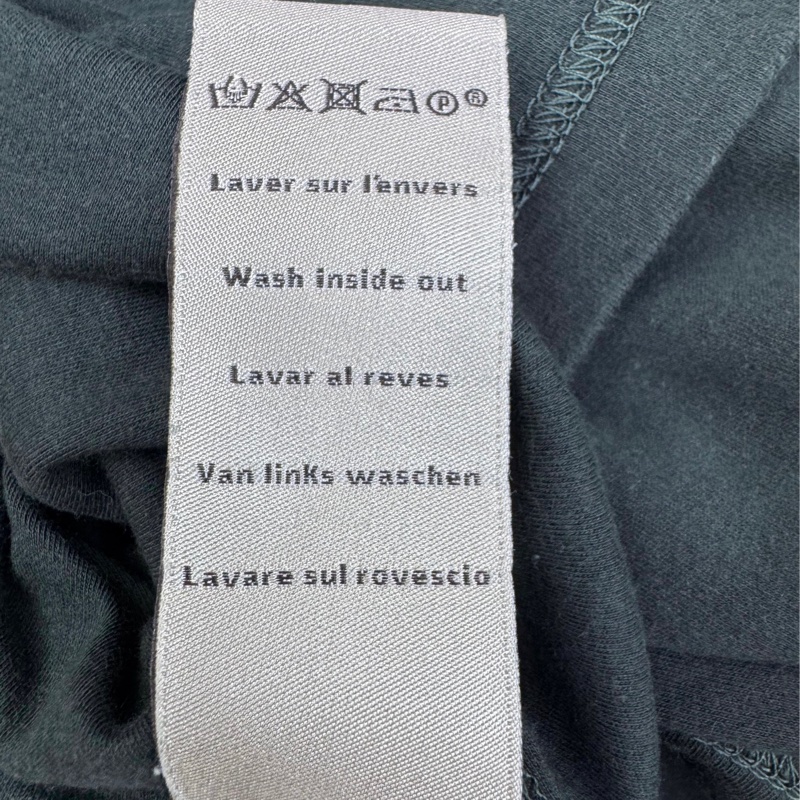 P ®
Laver sur l'envers
Wash inside out
Lavar al reves
Van links waschen
Lavare sul rovescio